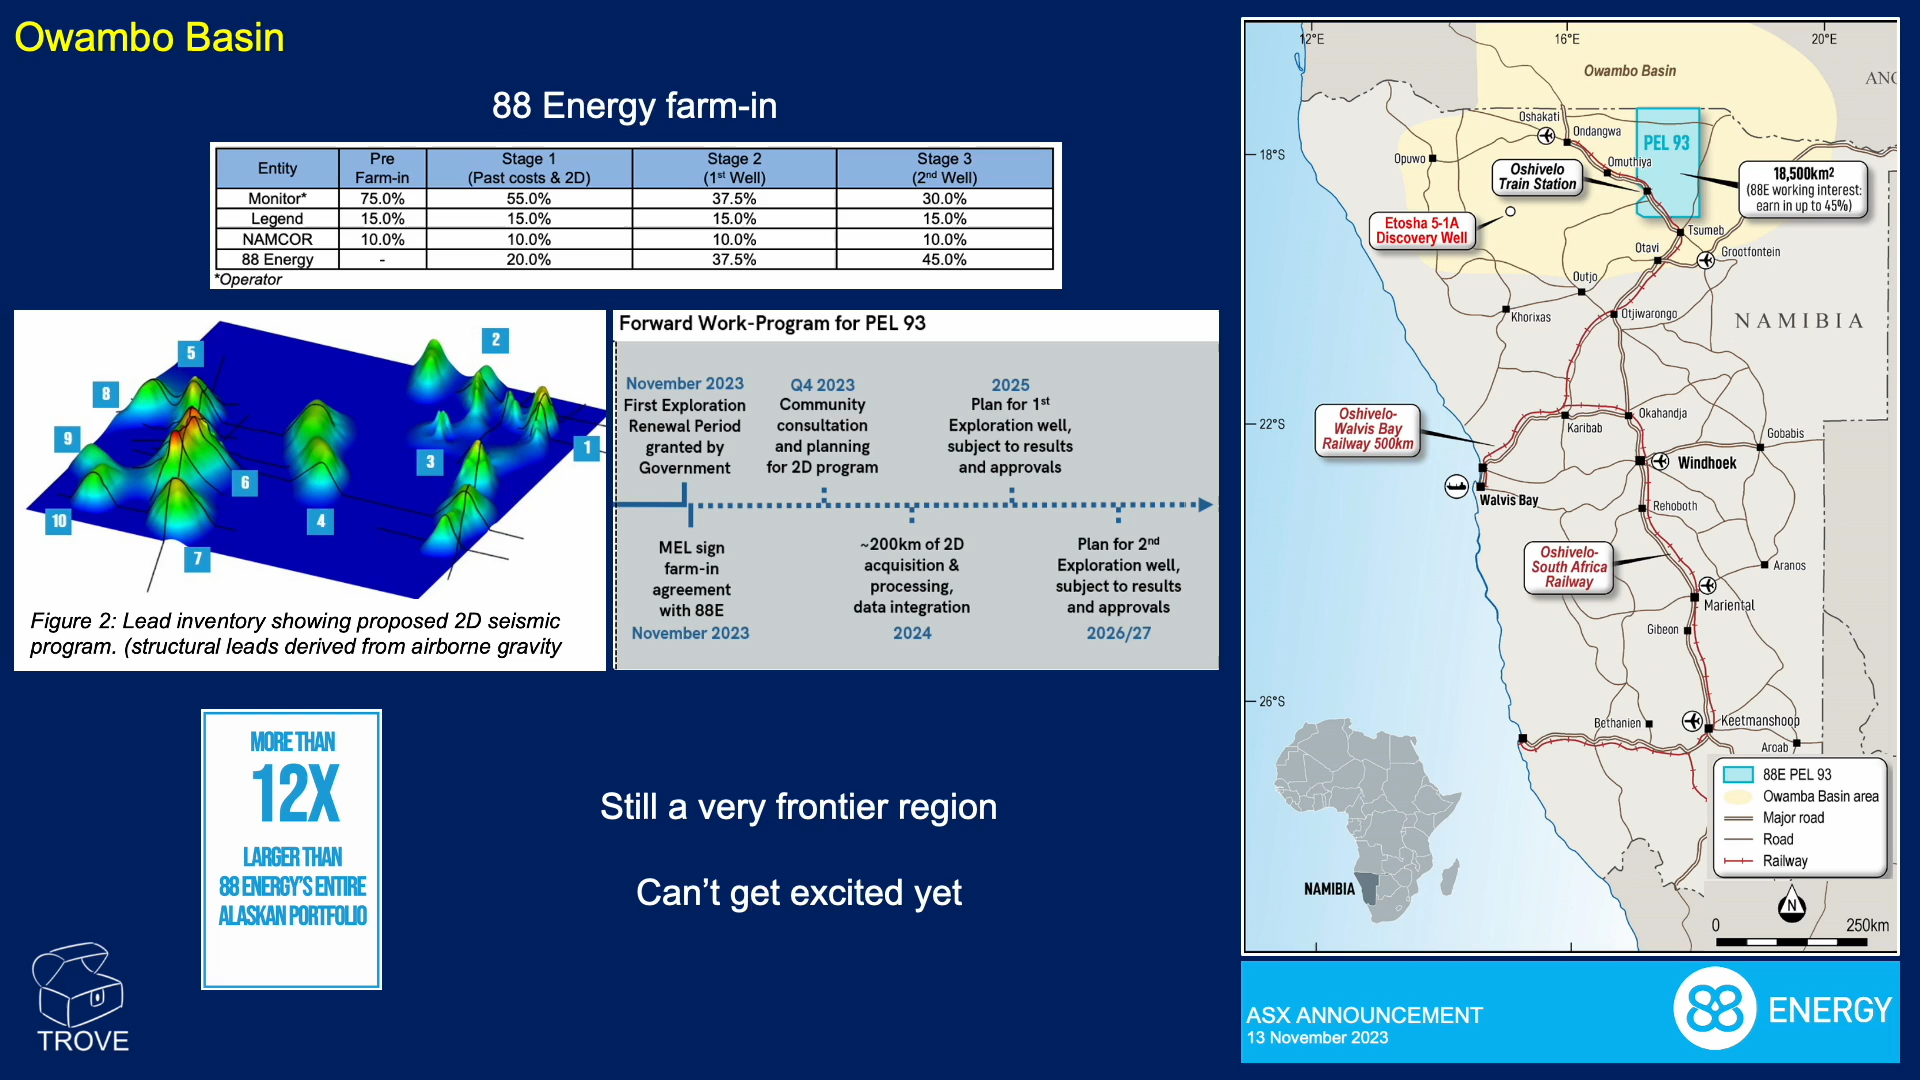 Owambo Basin
88 Energy farm-in
Entity Pre Farm-in Stage 1 (Past costs & 2D) Stage 2 (1st Well) Stage 3 (2nd Well)
Monitor* 75.0% 55.0% 37.5% 30.0%
Legend 15.0% 15.0% 15.0% 15.0%
NAMCOR 10.0% 10.0% 10.0% 10.0%
88 Energy - 20.0% 37.5% 45.0%
*Operator
5
2
8
9
1
3
6
10
4
7
Figure 2: Lead inventory showing proposed 2D seismic
program. (structural leads derived from airborne gravity
Forward Work-Program for PEL 93
November 2023
First Exploration
Renewal Period
granted by
Government
Q4 2023
Community
consultation
and planning
for 2D program
2025
Plan for 1st
Exploration well,
subject to results
and approvals
MEL sign
farm-in
agreement
with 88E
November 2023
~200km of 2D
acquisition &
processing,
data integration
2024
Plan for 2nd
Exploration well,
subject to results
and approvals
2026/27
MORE THAN
12X
LARGER THAN
88 ENERGY'S ENTIRE
ALASKAN PORTFOLIO
Still a very frontier region
Can't get excited yet
TROVE
12°E
16°E
20°E
Owambo Basin
ANG
Oshakati
Ondangwa
PEL 93
18°S
Opuwo
Omuthiya
Oshivelo
Train Station
18,500km²
(88E working interest:
earn in up to 45%)
Etosha 5-1A
Discovery Well
Tsumeb
Otavi
Grootfontein
Outjo
Khorixas
Otjiwarongo
NAMIBIA
Oshivelo-
Walvis Bay
Railway 500km
22°S
Okahandja
Karibab
Gobabis
Windhoek
Walvis Bay
Rehoboth
Oshivelo-
South Africa
Railway
Aranos
Mariental
Gibeon
26°S
Bethanien
Keetmanshoop
Aroab
88E PEL 93
Owamba Basin area
Major road
Road
Railway
NAMIBIA
N
0
250km
ASX ANNOUNCEMENT
13 November 2023
88 ENERGY